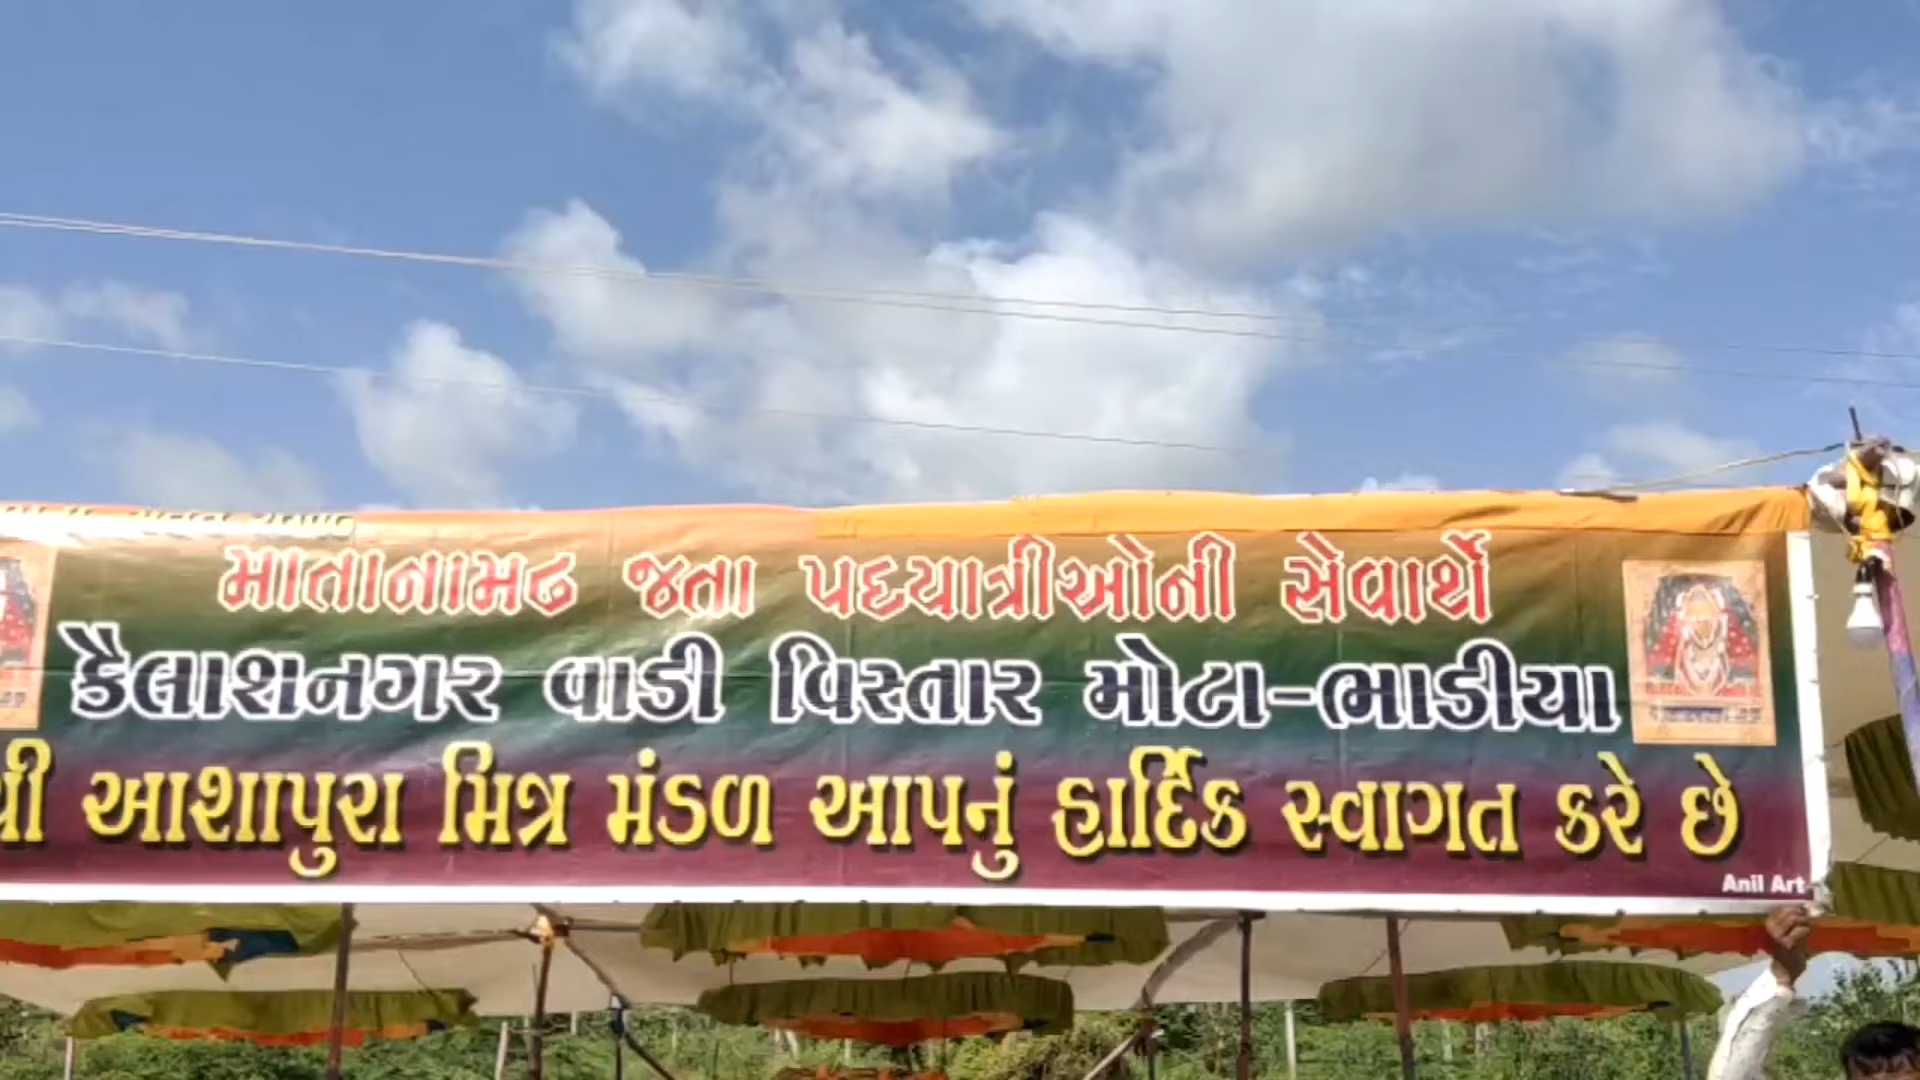 માતાનામઢ જતા પદયાત્રીઓની સેવાર્થે
કૈલાશનગર વાડી વિસ્તાર મોટા-ભાડીયા
શ્રી આશાપુરા મિત્ર મંડળ આપનું હાર્દિક સ્વાગત કરે છે
Anil Art